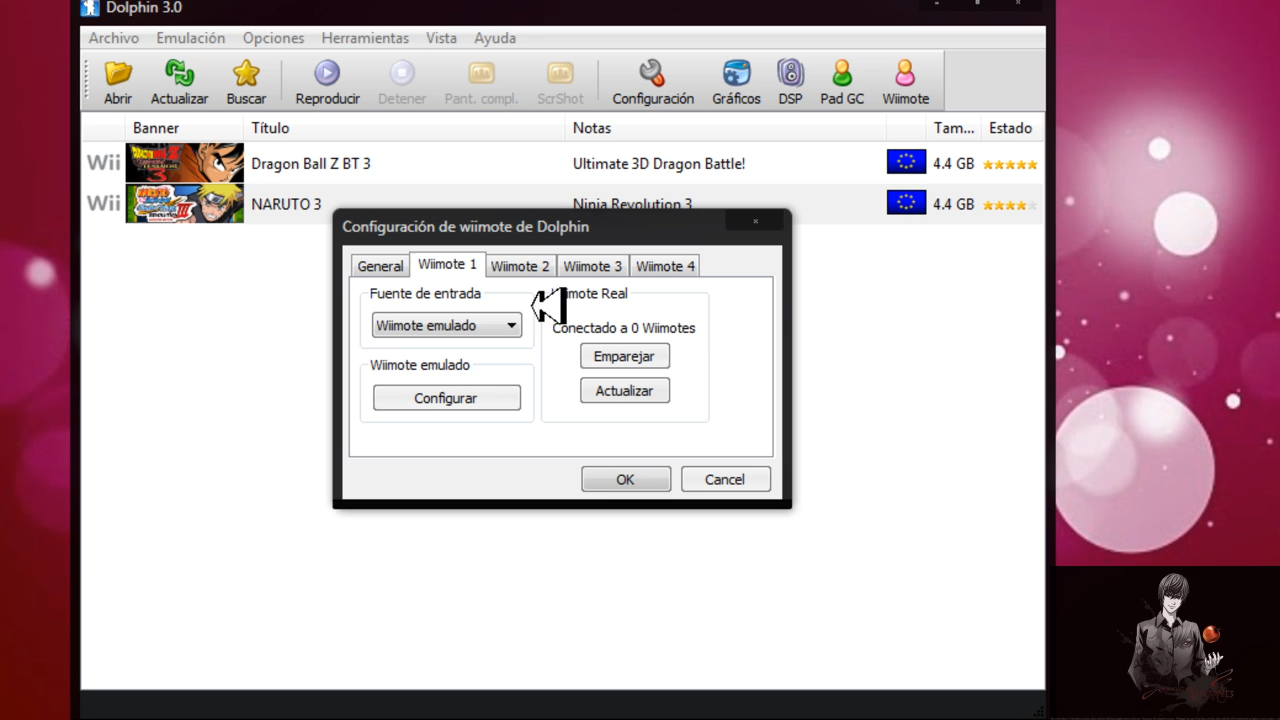 Dolphin 3.0
Archivo Emulación Opciones Herramientas Vista Ayuda
Abrir Actualizar Buscar Reproducir Detener Pant. compl. ScrShot Configuración Gráficos DSP Pad GC Wiimote
Banner Título Notas Tam... Estado
Wii Dragon Ball Z BT 3 Ultimate 3D Dragon Battle! 4.4 GB
Wii NARUTO 3 Ninja Revolution 3 4.4 GB
Configuración de wiimote de Dolphin
General Wiimote 1 Wiimote 2 Wiimote 3 Wiimote 4
Fuente de entrada
Wiimote emulado
Wiimote emulado
Configurar
Real
Conectado a 0 Wiimotes
Emparejar
Actualizar
OK Cancel